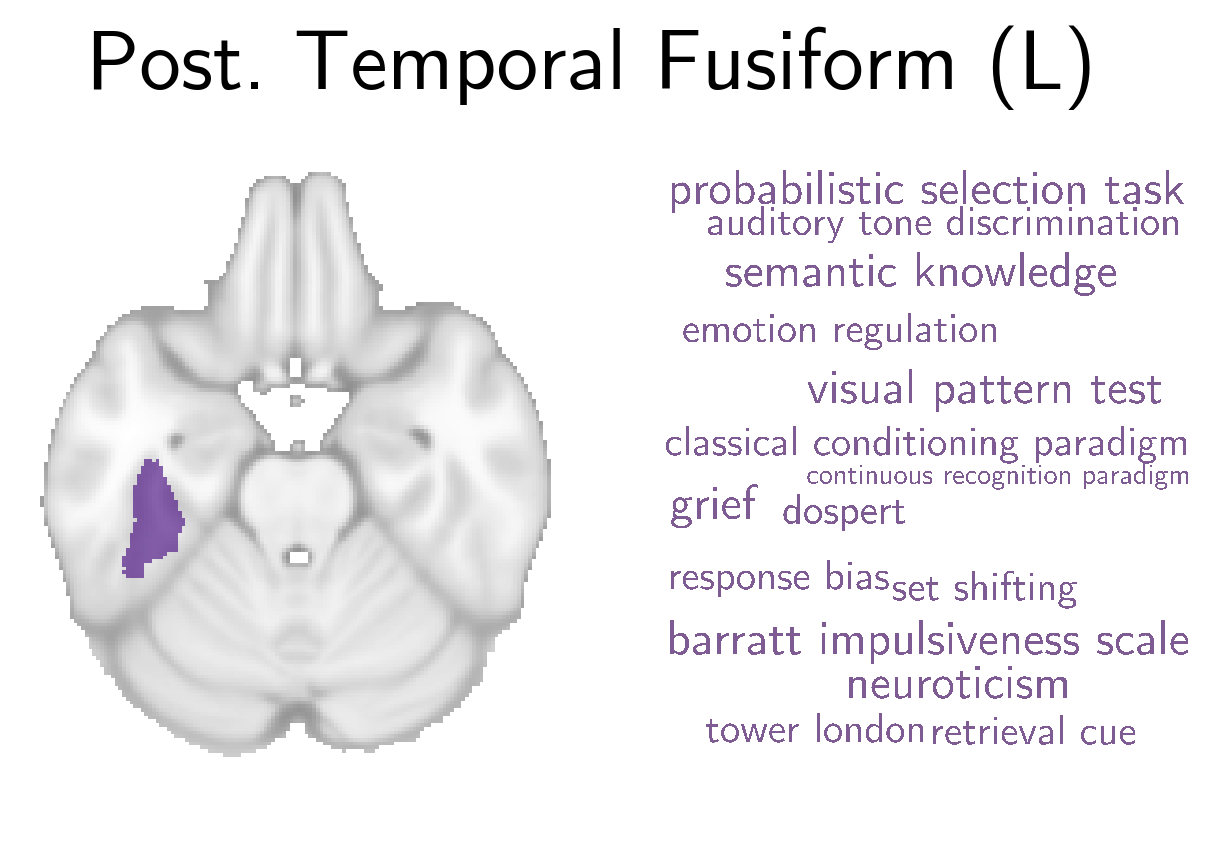 Post. Temporal Fusiform (L)
probabilistic selection task
auditory tone discrimination
semantic knowledge
emotion regulation
visual pattern test
classical conditioning paradigm
continuous recognition paradigm
grief dospert
response bias set shifting
barratt impulsiveness scale
neuroticism
tower london retrieval cue